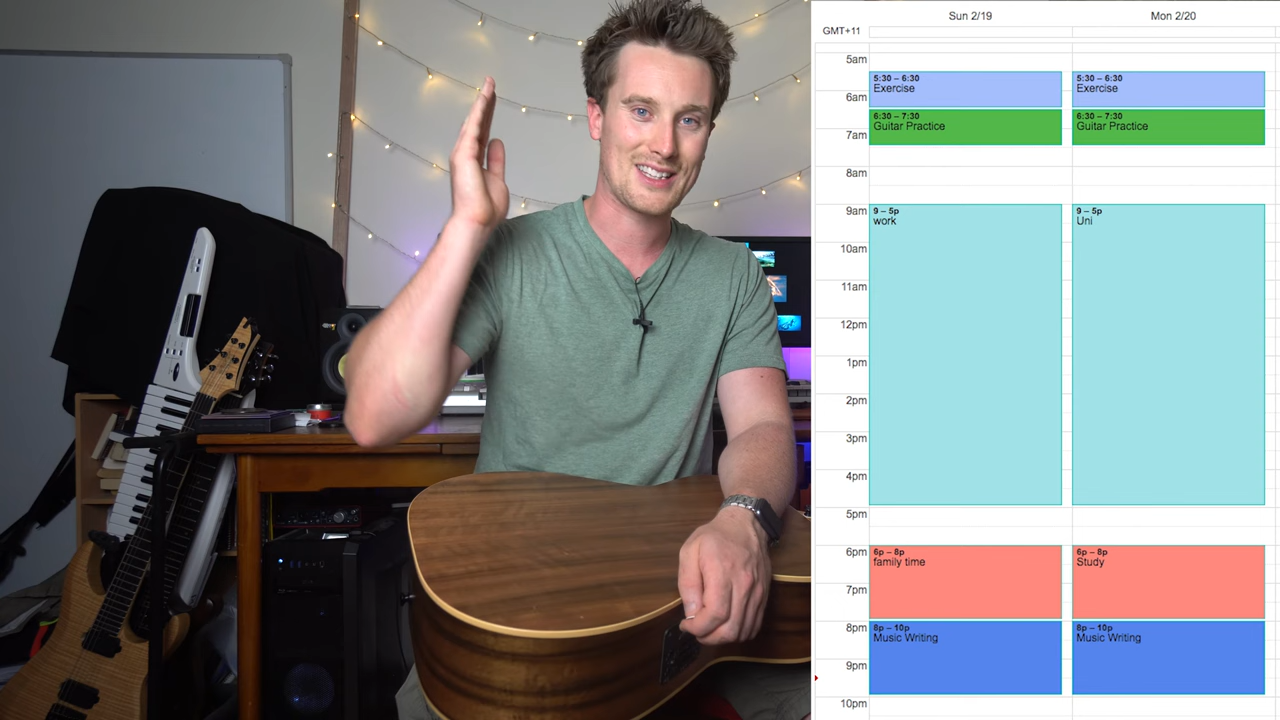 Sun 2/19
Mon 2/20
GMT+11
5am
5:30 – 6:30
Exercise
5:30 – 6:30
Exercise
6am
6:30 – 7:30
Guitar Practice
6:30 – 7:30
Guitar Practice
7am
8am
9am
9 – 5p
work
9 – 5p
Uni
10am
11am
12pm
1pm
2pm
3pm
4pm
5pm
6pm
6p – 8p
family time
6p – 8p
Study
7pm
8pm
8p – 10p
Music Writing
8p – 10p
Music Writing
9pm
10pm